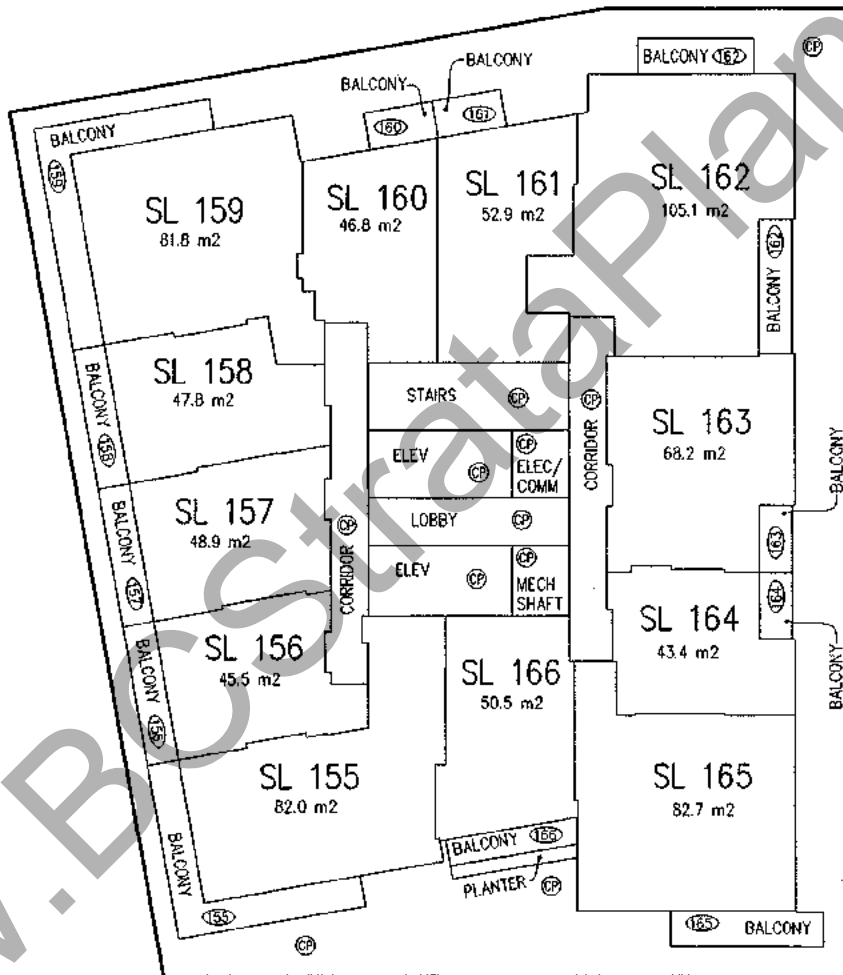 BALCONY 162
CP
BALCONY
BALCONY
160
161
BALCONY
159
SL 159
81.8 m2
SL 160
46.8 m2
SL 161
52.9 m2
SL 162
105.1 m2
162
BALCONY
SL 158
47.8 m2
BALCONY
158
STAIRS CP
CORRIDOR CP
SL 163
68.2 m2
BALCONY
163
ELEV CP
CP
ELEC/
COMM
LOBBY CP
SL 157
48.9 m2
BALCONY
157
CORRIDOR CP
ELEV CP
CP
MECH
SHAFT
SL 164
43.4 m2
164
BALCONY
SL 156
45.5 m2
BALCONY
156
SL 166
50.5 m2
SL 155
82.0 m2
SL 165
82.7 m2
BALCONY
155
BALCONY 166
PLANTER CP
165 BALCONY
CP
.BCStrataPlan